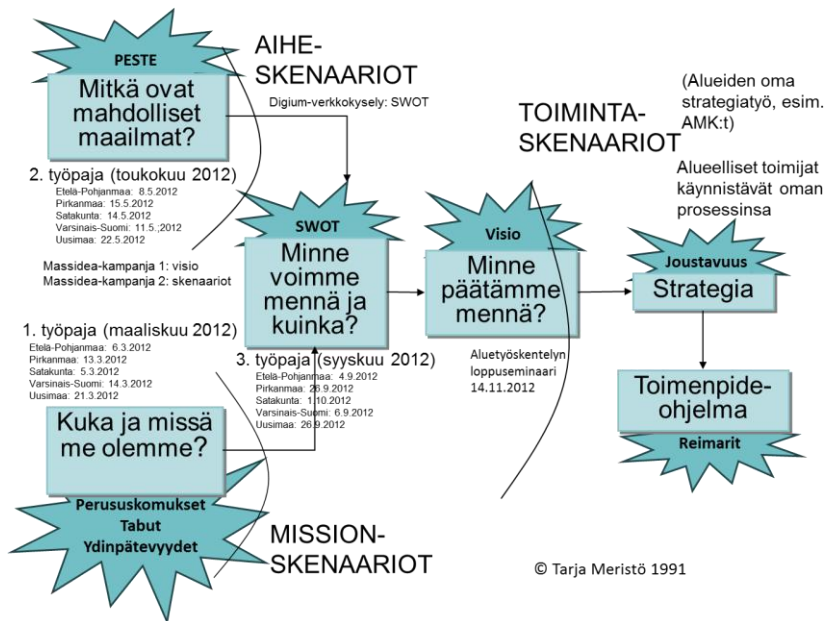 PESTE
Mitkä ovat
mahdolliset
maailmat?
AIHE-
SKENAARIOT
Digium-verkkokysely: SWOT
2. työpaja (toukokuu 2012)
Etelä-Pohjanmaa: 8.5.2012
Pirkanmaa: 15.5.2012
Satakunta: 14.5.2012
Varsinais-Suomi: 11.5.;2012
Uusimaa: 22.5.2012
Massidea-kampanja 1: visio
Massidea-kampanja 2: skenaariot
1. työpaja (maaliskuu 2012)
Etelä-Pohjanmaa: 6.3.2012
Pirkanmaa: 13.3.2012
Satakunta: 5.3.2012
Varsinais-Suomi: 14.3.2012
Uusimaa: 21.3.2012
Kuka ja missä
me olemme?
Perususkomukset
Tabut
Ydinpätevyydet
MISSION-
SKENAARIOT
SWOT
Minne
voimme
mennä ja
kuinka?
3. työpaja (syyskuu 2012)
Etelä-Pohjanmaa: 4.9.2012
Pirkanmaa: 26.9.2012
Satakunta: 1.10.2012
Varsinais-Suomi: 6.9.2012
Uusimaa: 26.9.2012
TOIMINTA-
SKENAARIOT
Visio
Minne
päätämme
mennä?
Aluetyöskentelyn
loppuseminaari
14.11.2012
(Alueiden oma
strategiatyö, esim.
AMK:t)
Alueelliset toimijat
käynnistävät oman
prosessinsa
Joustavuus
Strategia
Toimenpide-
ohjelma
Reimarit
© Tarja Meristö 1991